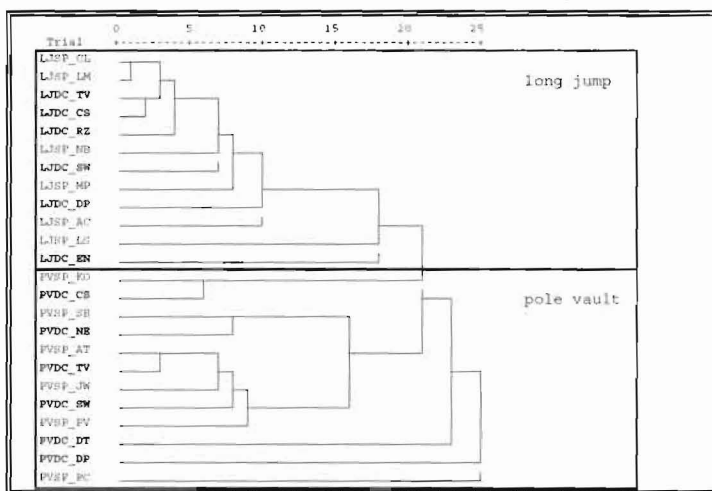 0 5 10 15 20 25
Trial
LJSP_CL
LJSP_LM long jump
LJDC_TV
LJDC_CS
LJDC_RZ
LJSP_NB
LJDC_SW
LJSP_MP
LJDC_DP
LJSP_AC
LJSP_LS
LJDC_EN
PVSP_KO
PVDC_CS pole vault
PVSP_SB
PVDC_NE
PVSP_AT
PVDC_TV
PVSP_JW
PVDC_SW
PVSP_PV
PVDC_DT
PVDC_DP
PVSP_PC